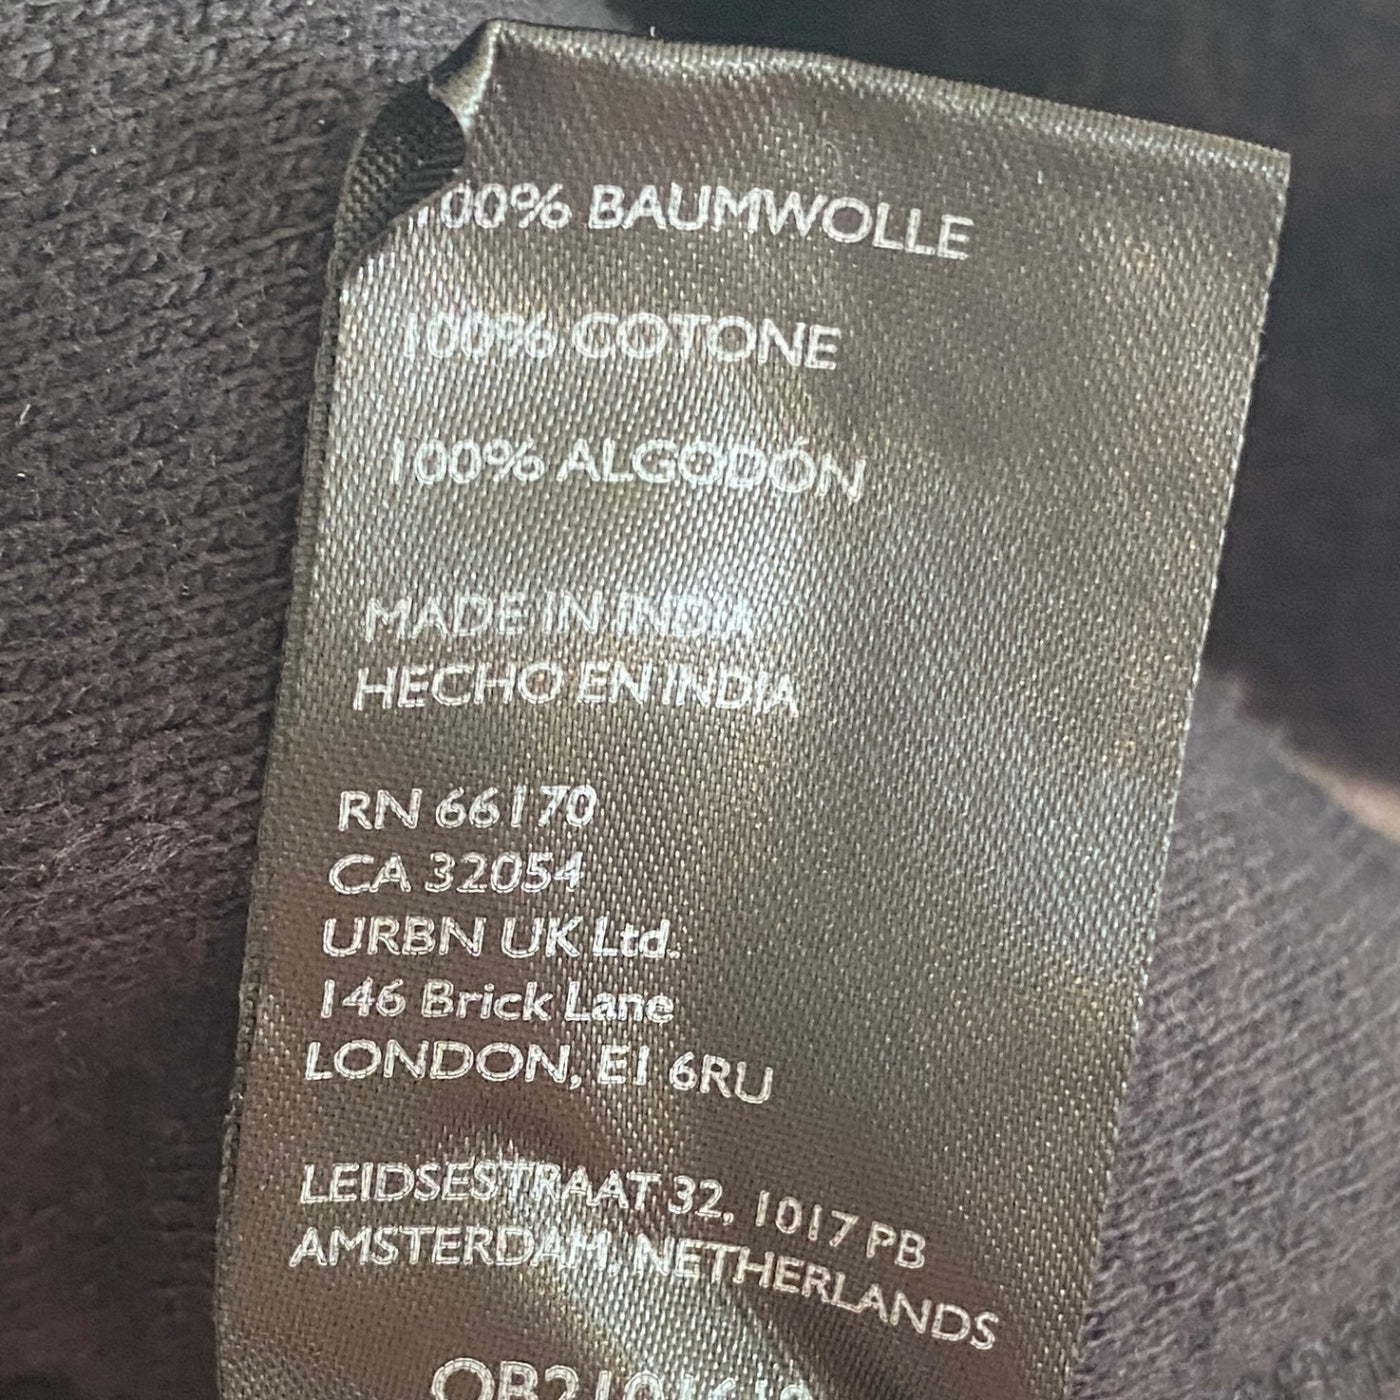 100% BAUMWOLLE
100% COTONE
100% ALGODÓN
MADE IN INDIA
HECHO EN INDIA
RN 66170
CA 32054
URBN UK Ltd.
146 Brick Lane
LONDON, E1 6RU
LEIDSESTRAAT 32, 1017 PB
AMSTERDAM, NETHERLANDS